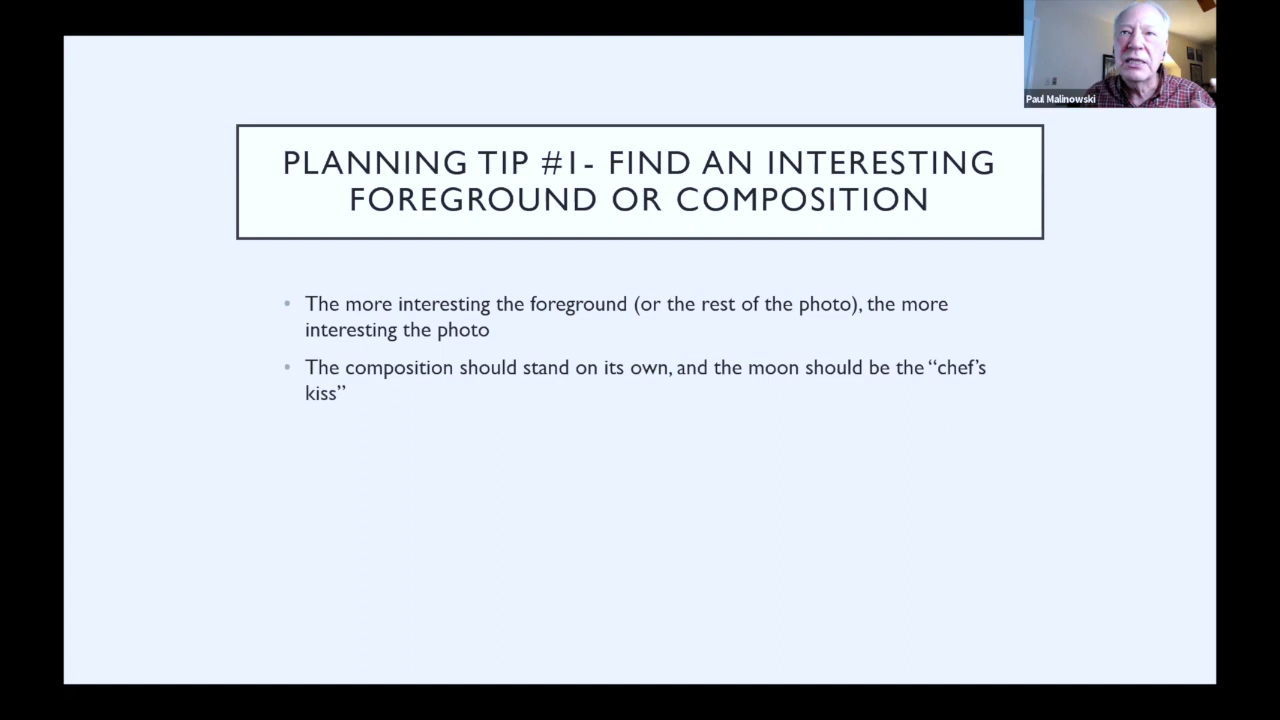 Paul Malinowski
PLANNING TIP #1- FIND AN INTERESTING
FOREGROUND OR COMPOSITION
• The more interesting the foreground (or the rest of the photo), the more
interesting the photo
• The composition should stand on its own, and the moon should be the “chef’s
kiss”